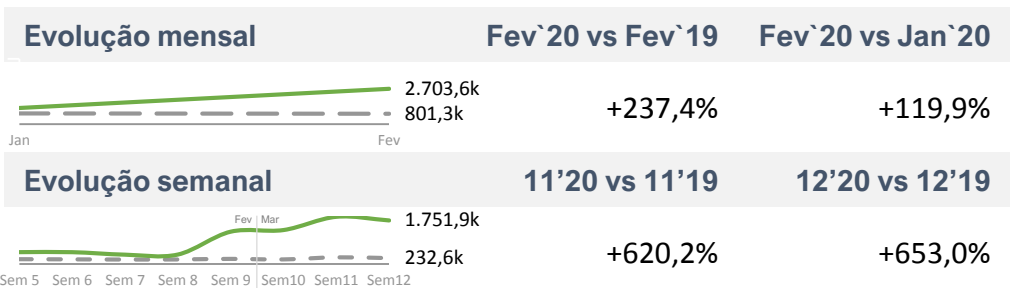 Evolução mensal Fev`20 vs Fev`19 Fev`20 vs Jan`20
2.703,6k
801,3k
+237,4% +119,9%
Jan Fev
Evolução semanal 11’20 vs 11’19 12’20 vs 12’19
Fev Mar
1.751,9k
232,6k
+620,2% +653,0%
Sem 5 Sem 6 Sem 7 Sem 8 Sem 9 Sem10 Sem11 Sem12